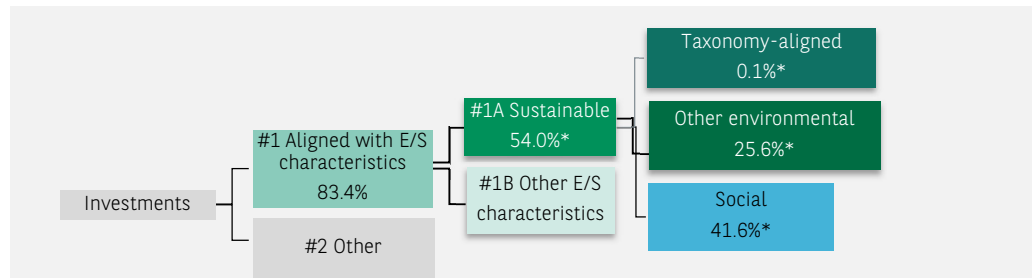 Investments
#1 Aligned with E/S
characteristics
83.4%
#2 Other
#1A Sustainable
54.0%*
#1B Other E/S
characteristics
Taxonomy-aligned
0.1%*
Other environmental
25.6%*
Social
41.6%*